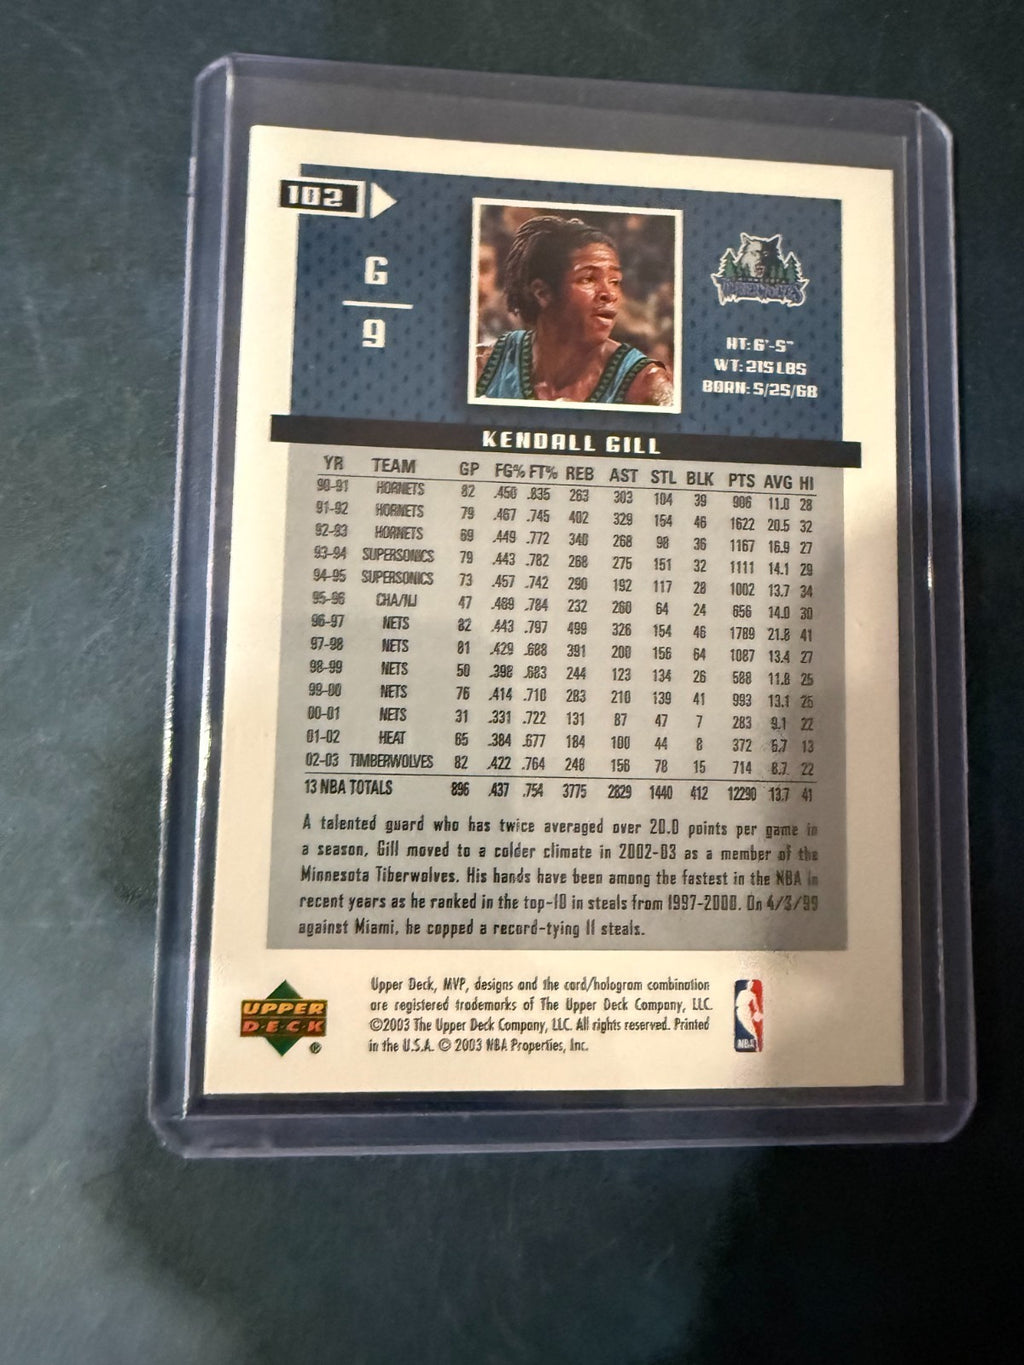 102
G
9
TIMBERWOLVES
HT: 6'-5"
WT: 215 LBS
BORN: 5/25/68
KENDALL GILL
YR TEAM GP FG% FT% REB AST STL BLK PTS AVG HI
90-91 HORNETS 82 .450 .835 263 303 104 39 906 11.0 28
91-92 HORNETS 79 .467 .745 402 329 154 46 1622 20.5 32
92-93 HORNETS 69 .449 .772 340 268 98 36 1167 16.9 27
93-94 SUPERSONICS 79 .443 .782 268 275 151 32 1111 14.1 29
94-95 SUPERSONICS 73 .457 .742 290 192 117 28 1002 13.7 34
95-96 CHA/NJ 47 .469 .784 232 260 64 24 656 14.0 30
96-97 NETS 82 .443 .797 499 326 154 46 1789 21.8 41
97-98 NETS 81 .429 .688 391 200 156 64 1087 13.4 27
98-99 NETS 50 .398 .683 244 123 134 26 588 11.8 25
99-00 NETS 76 .414 .710 283 210 139 41 993 13.1 25
00-01 NETS 31 .331 .722 131 87 47 7 283 9.1 22
01-02 HEAT 65 .384 .677 184 100 44 8 372 5.7 13
02-03 TIMBERWOLVES 82 .422 .764 248 156 78 15 714 8.7 22
13 NBA TOTALS 896 .437 .754 3775 2829 1440 412 12290 13.7 41
A talented guard who has twice averaged over 20.0 points per game in
a season, Gill moved to a colder climate in 2002-03 as a member of the
Minnesota Tiberwolves. His hands have been among the fastest in the NBA in
recent years as he ranked in the top-10 in steals from 1997-2000. On 4/3/99
against Miami, he copped a record-tying 11 steals.
UPPER
DECK
®
Upper Deck, MVP, designs and the card/hologram combination
are registered trademarks of The Upper Deck Company, LLC.
©2003 The Upper Deck Company, LLC. All rights reserved. Printed
in the U.S.A. © 2003 NBA Properties, Inc.
NBA